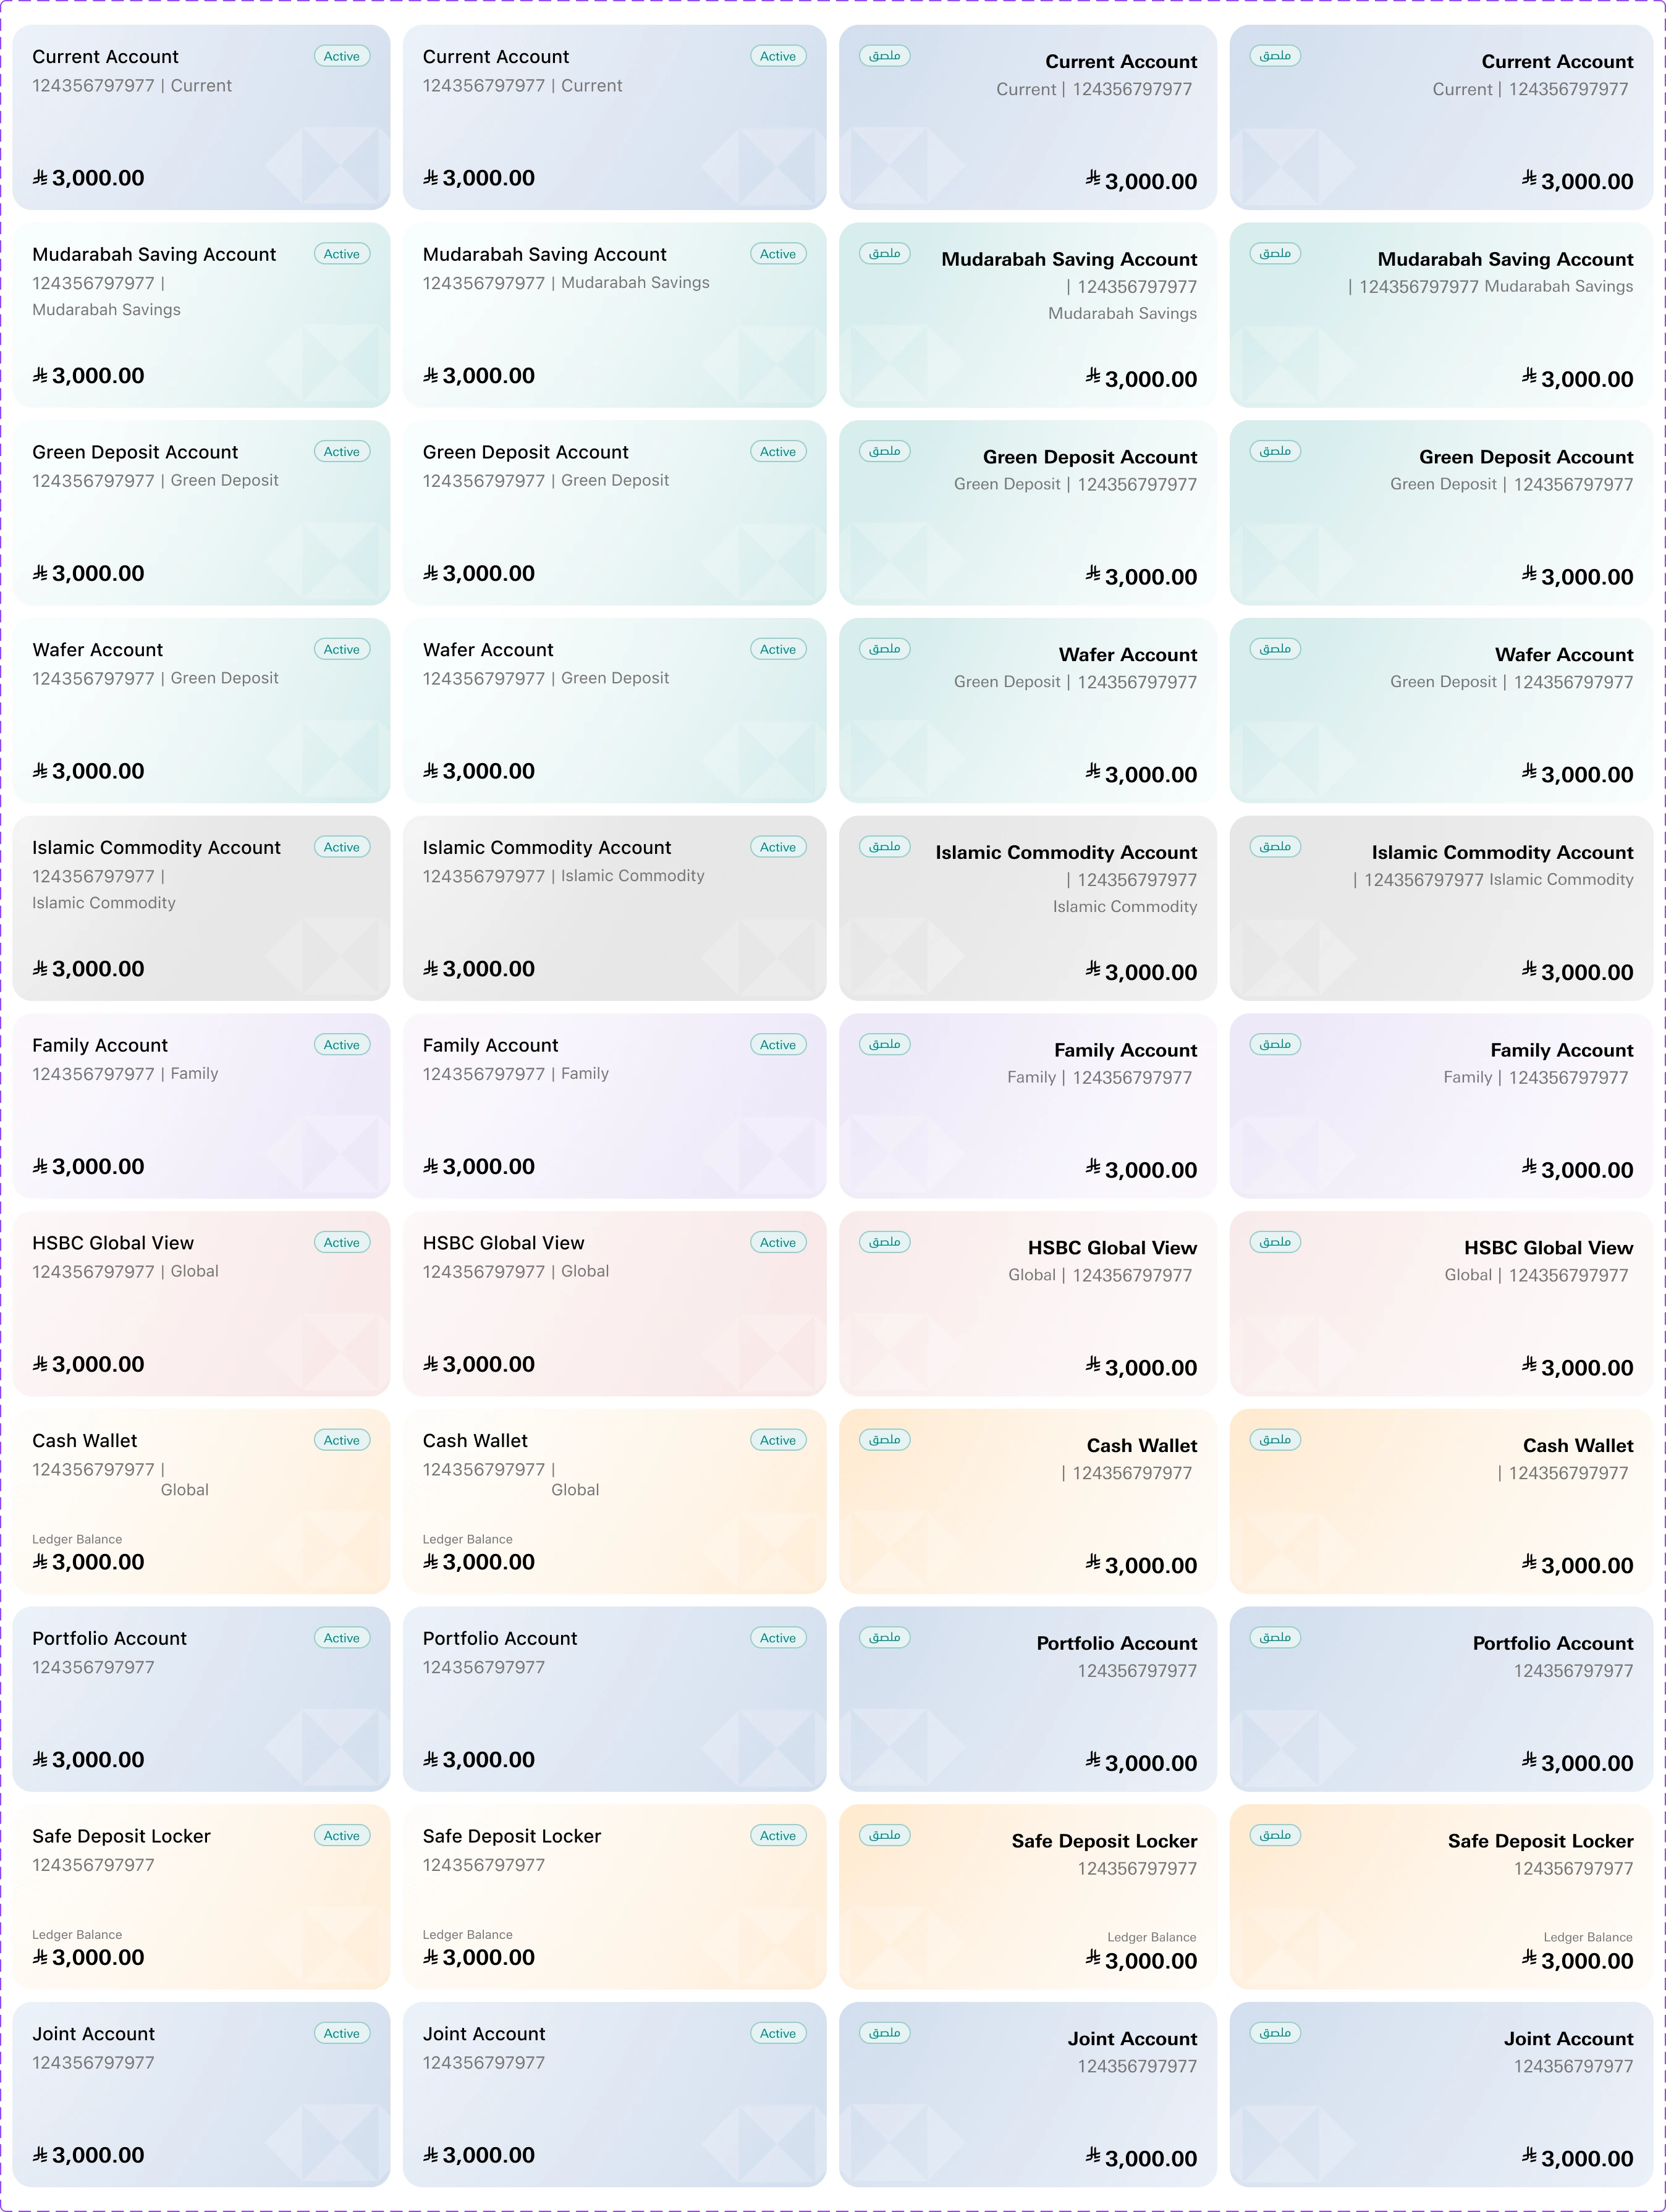 Current Account Active
124356797977 | Current
⃁ 3,000.00
Current Account Active
124356797977 | Current
⃁ 3,000.00
ملصق Current Account
Current | 124356797977
⃁ 3,000.00
ملصق Current Account
Current | 124356797977
⃁ 3,000.00
Mudarabah Saving Account Active
124356797977 |
Mudarabah Savings
⃁ 3,000.00
Mudarabah Saving Account Active
124356797977 | Mudarabah Savings
⃁ 3,000.00
ملصق Mudarabah Saving Account
| 124356797977
Mudarabah Savings
⃁ 3,000.00
ملصق Mudarabah Saving Account
| 124356797977 Mudarabah Savings
⃁ 3,000.00
Green Deposit Account Active
124356797977 | Green Deposit
⃁ 3,000.00
Green Deposit Account Active
124356797977 | Green Deposit
⃁ 3,000.00
ملصق Green Deposit Account
Green Deposit | 124356797977
⃁ 3,000.00
ملصق Green Deposit Account
Green Deposit | 124356797977
⃁ 3,000.00
Wafer Account Active
124356797977 | Green Deposit
⃁ 3,000.00
Wafer Account Active
124356797977 | Green Deposit
⃁ 3,000.00
ملصق Wafer Account
Green Deposit | 124356797977
⃁ 3,000.00
ملصق Wafer Account
Green Deposit | 124356797977
⃁ 3,000.00
Islamic Commodity Account Active
124356797977 |
Islamic Commodity
⃁ 3,000.00
Islamic Commodity Account Active
124356797977 | Islamic Commodity
⃁ 3,000.00
ملصق Islamic Commodity Account
| 124356797977
Islamic Commodity
⃁ 3,000.00
ملصق Islamic Commodity Account
| 124356797977 Islamic Commodity
⃁ 3,000.00
Family Account Active
124356797977 | Family
⃁ 3,000.00
Family Account Active
124356797977 | Family
⃁ 3,000.00
ملصق Family Account
Family | 124356797977
⃁ 3,000.00
ملصق Family Account
Family | 124356797977
⃁ 3,000.00
HSBC Global View Active
124356797977 | Global
⃁ 3,000.00
HSBC Global View Active
124356797977 | Global
⃁ 3,000.00
ملصق HSBC Global View
Global | 124356797977
⃁ 3,000.00
ملصق HSBC Global View
Global | 124356797977
⃁ 3,000.00
Cash Wallet Active
124356797977 |
Global
Ledger Balance
⃁ 3,000.00
Cash Wallet Active
124356797977 |
Global
Ledger Balance
⃁ 3,000.00
ملصق Cash Wallet
| 124356797977
⃁ 3,000.00
ملصق Cash Wallet
| 124356797977
⃁ 3,000.00
Portfolio Account Active
124356797977
⃁ 3,000.00
Portfolio Account Active
124356797977
⃁ 3,000.00
ملصق Portfolio Account
124356797977
⃁ 3,000.00
ملصق Portfolio Account
124356797977
⃁ 3,000.00
Safe Deposit Locker Active
124356797977
Ledger Balance
⃁ 3,000.00
Safe Deposit Locker Active
124356797977
Ledger Balance
⃁ 3,000.00
ملصق Safe Deposit Locker
124356797977
Ledger Balance
⃁ 3,000.00
ملصق Safe Deposit Locker
124356797977
Ledger Balance
⃁ 3,000.00
Joint Account Active
124356797977
⃁ 3,000.00
Joint Account Active
124356797977
⃁ 3,000.00
ملصق Joint Account
124356797977
⃁ 3,000.00
ملصق Joint Account
124356797977
⃁ 3,000.00